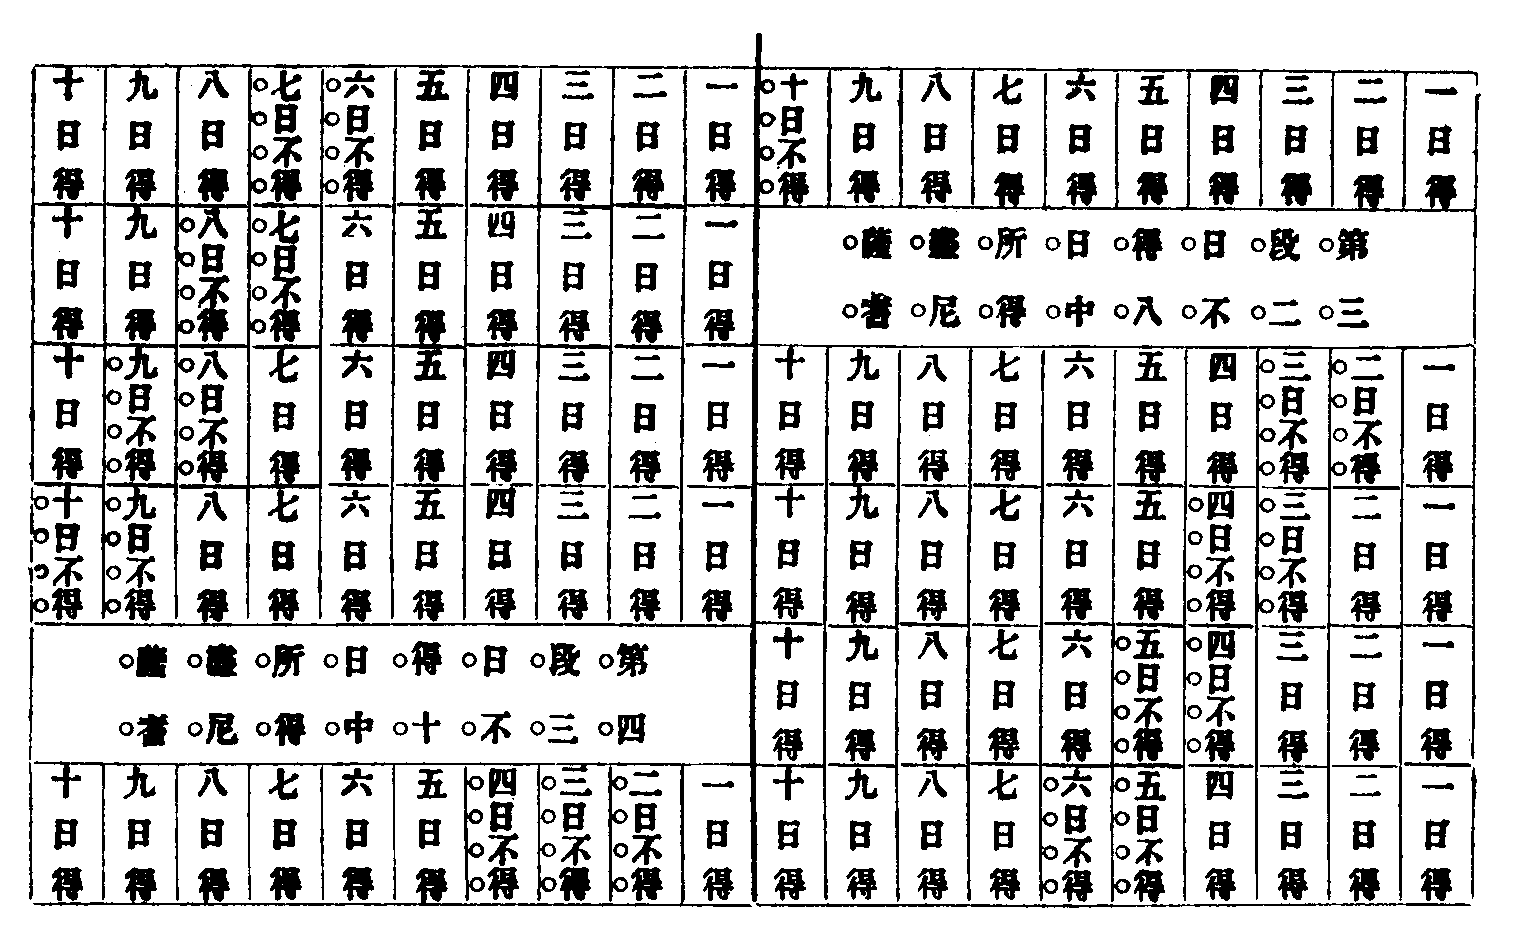 一日得 二日得 三日得 四日得 五日得 六日得 七日得 八日得 九日得 十日不得
第三段二日不得八日中所得盡尼薩耆
一日得 二日不得 三日不得 四日得 五日得 六日得 七日得 八日得 九日得 十日得
一日得 二日得 三日不得 四日不得 五日得 六日得 七日得 八日得 九日得 十日得
一日得 二日得 三日得 四日不得 五日不得 六日得 七日得 八日得 九日得 十日得
一日得 二日得 三日得 四日得 五日不得 六日不得 七日得 八日得 九日得 十日得
一日得 二日得 三日得 四日得 五日得 六日不得 七日不得 八日得 九日得 十日得
一日得 二日得 三日得 四日得 五日得 六日得 七日不得 八日不得 九日得 十日得
一日得 二日得 三日得 四日得 五日得 六日得 七日得 八日不得 九日不得 十日得
一日得 二日得 三日得 四日得 五日得 六日得 七日得 八日得 九日不得 十日不得
第四段三日不得十日中所得盡尼薩耆
一日得 二日不得 三日不得 四日不得 五日得 六日得 七日得 八日得 九日得 十日得